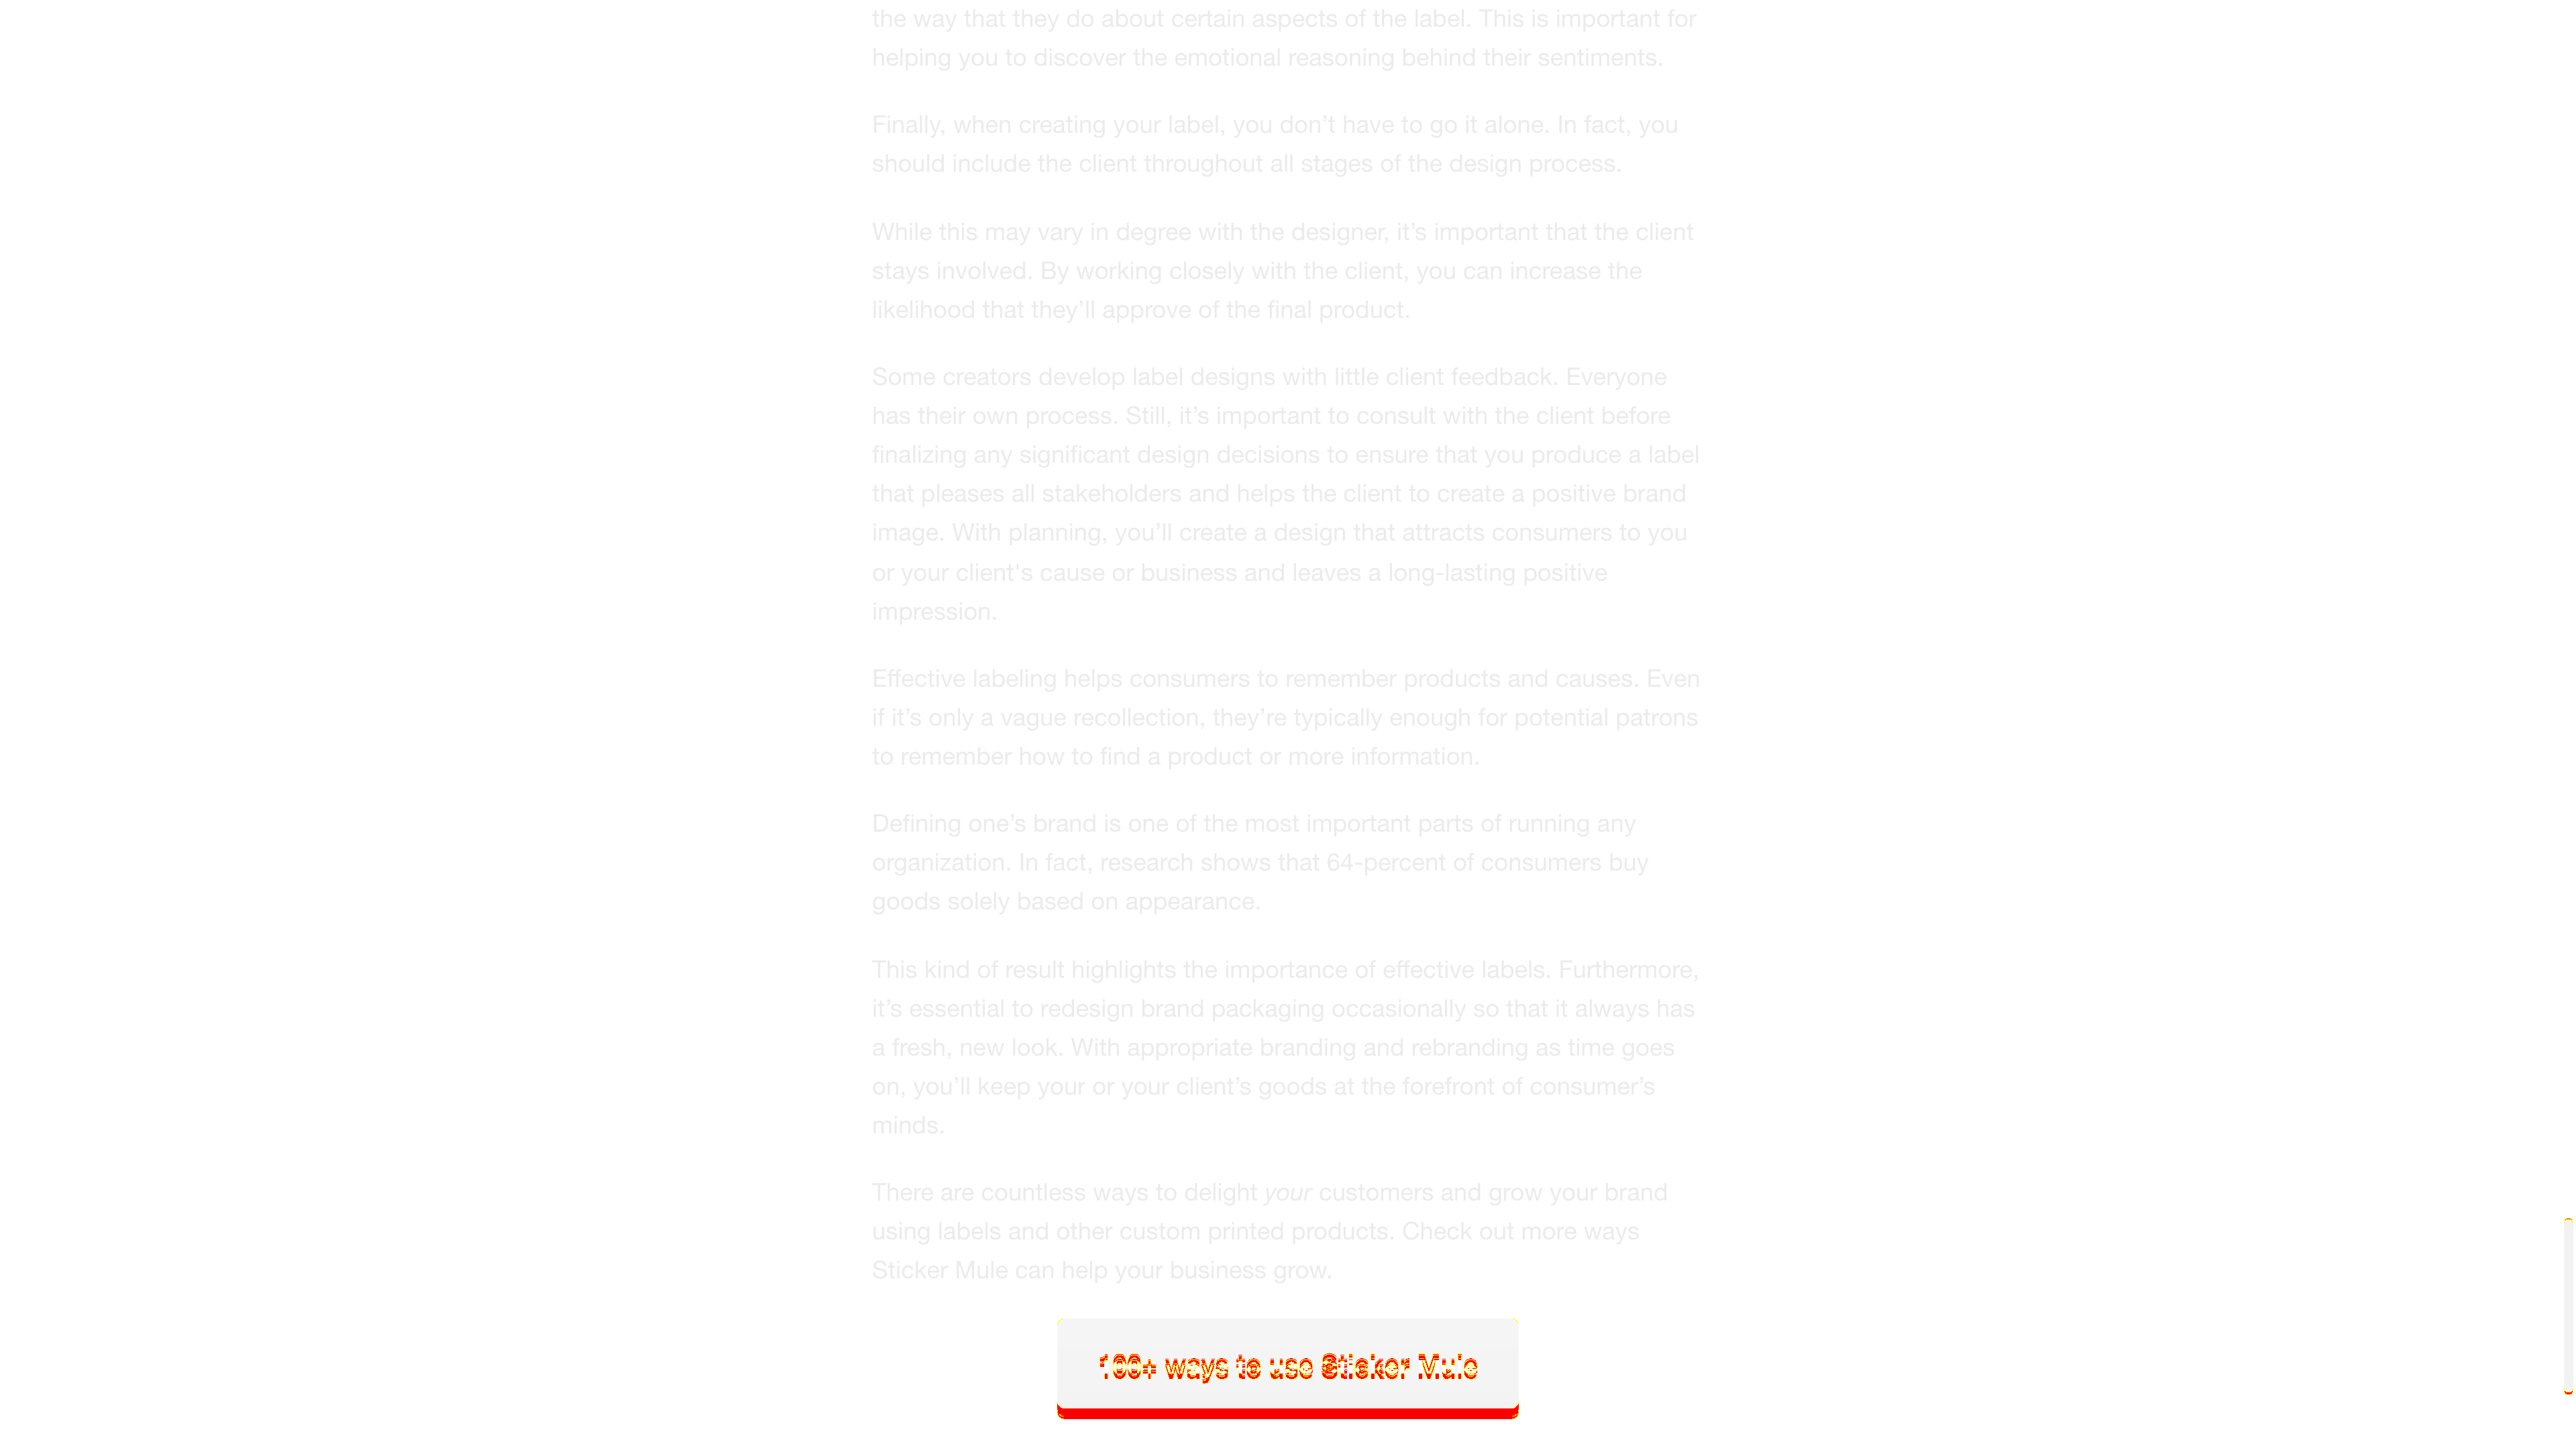 the way that they do about certain aspects of the label. This is important for
helping you to discover the emotional reasoning behind their sentiments.
Finally, when creating your label, you don’t have to go it alone. In fact, you
should include the client throughout all stages of the design process.
While this may vary in degree with the designer, it’s important that the client
stays involved. By working closely with the client, you can increase the
likelihood that they’ll approve of the final product.
Some creators develop label designs with little client feedback. Everyone
has their own process. Still, it’s important to consult with the client before
finalizing any significant design decisions to ensure that you produce a label
that pleases all stakeholders and helps the client to create a positive brand
image. With planning, you’ll create a design that attracts consumers to you
or your client's cause or business and leaves a long-lasting positive
impression.
Effective labeling helps consumers to remember products and causes. Even
if it’s only a vague recollection, they’re typically enough for potential patrons
to remember how to find a product or more information.
Defining one’s brand is one of the most important parts of running any
organization. In fact, research shows that 64-percent of consumers buy
goods solely based on appearance.
This kind of result highlights the importance of effective labels. Furthermore,
it’s essential to redesign brand packaging occasionally so that it always has
a fresh, new look. With appropriate branding and rebranding as time goes
on, you’ll keep your or your client’s goods at the forefront of consumer’s
minds.
There are countless ways to delight your customers and grow your brand
using labels and other custom printed products. Check out more ways
Sticker Mule can help your business grow.
100+ ways to use Sticker Mule